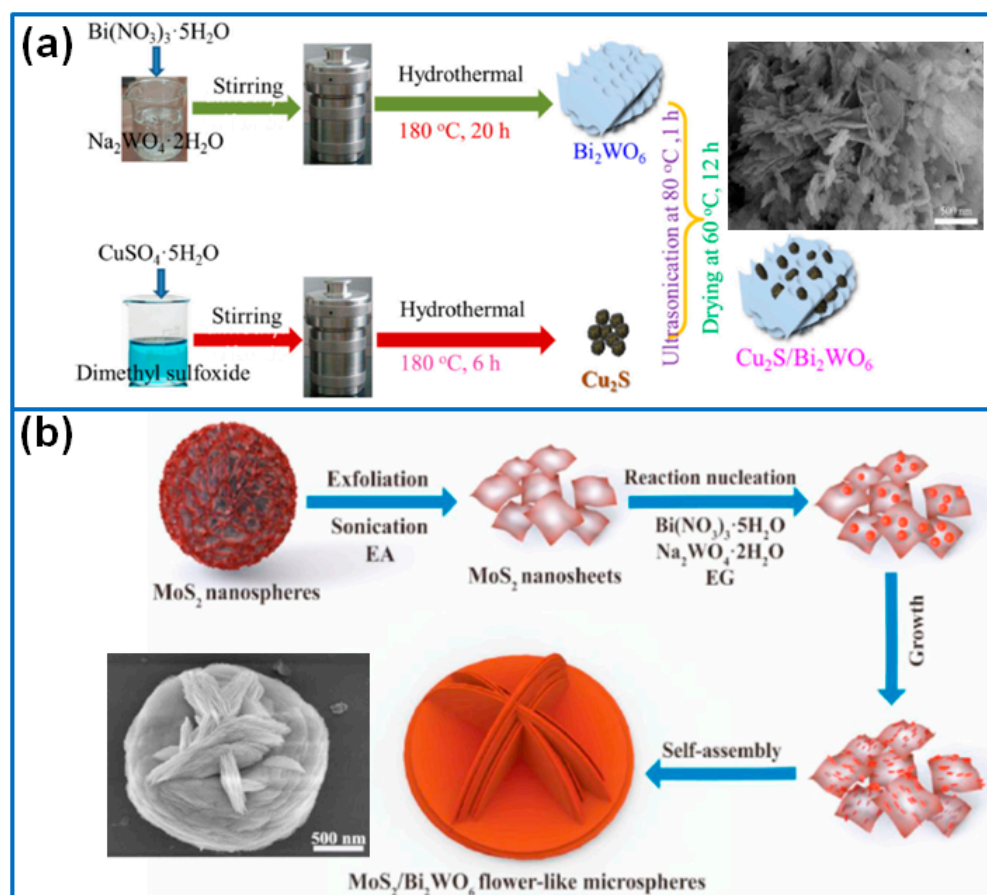 (a)
Bi(NO₃)₃·5H₂O
Na₂WO₄·2H₂O
Stirring
Hydrothermal
180 °C, 20 h
Bi₂WO₆
CuSO₄·5H₂O
Dimethyl sulfoxide
Stirring
Hydrothermal
180 °C, 6 h
Cu₂S
Ultrasonication at 80 °C ,1 h
Drying at 60 °C, 12 h
500 nm
Cu₂S/Bi₂WO₆
(b)
MoS₂ nanospheres
Exfoliation
Sonication
EA
MoS₂ nanosheets
Reaction nucleation
Bi(NO₃)₃·5H₂O
Na₂WO₄·2H₂O
EG
Growth
Self-assembly
500 nm
MoS₂/Bi₂WO₆ flower-like microspheres